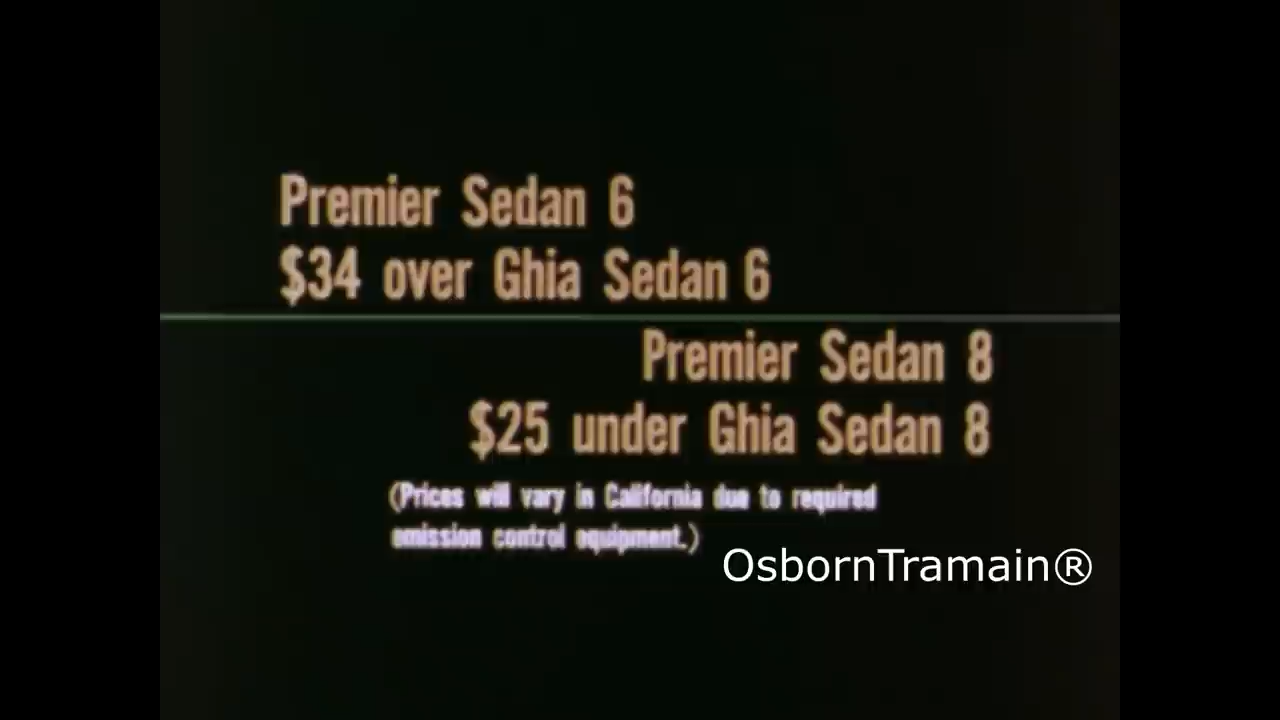 Premier Sedan 6
$34 over Ghia Sedan 6
Premier Sedan 8
$25 under Ghia Sedan 8
(Prices will vary in California due to required
emission control equipment.)
OsbornTramain®